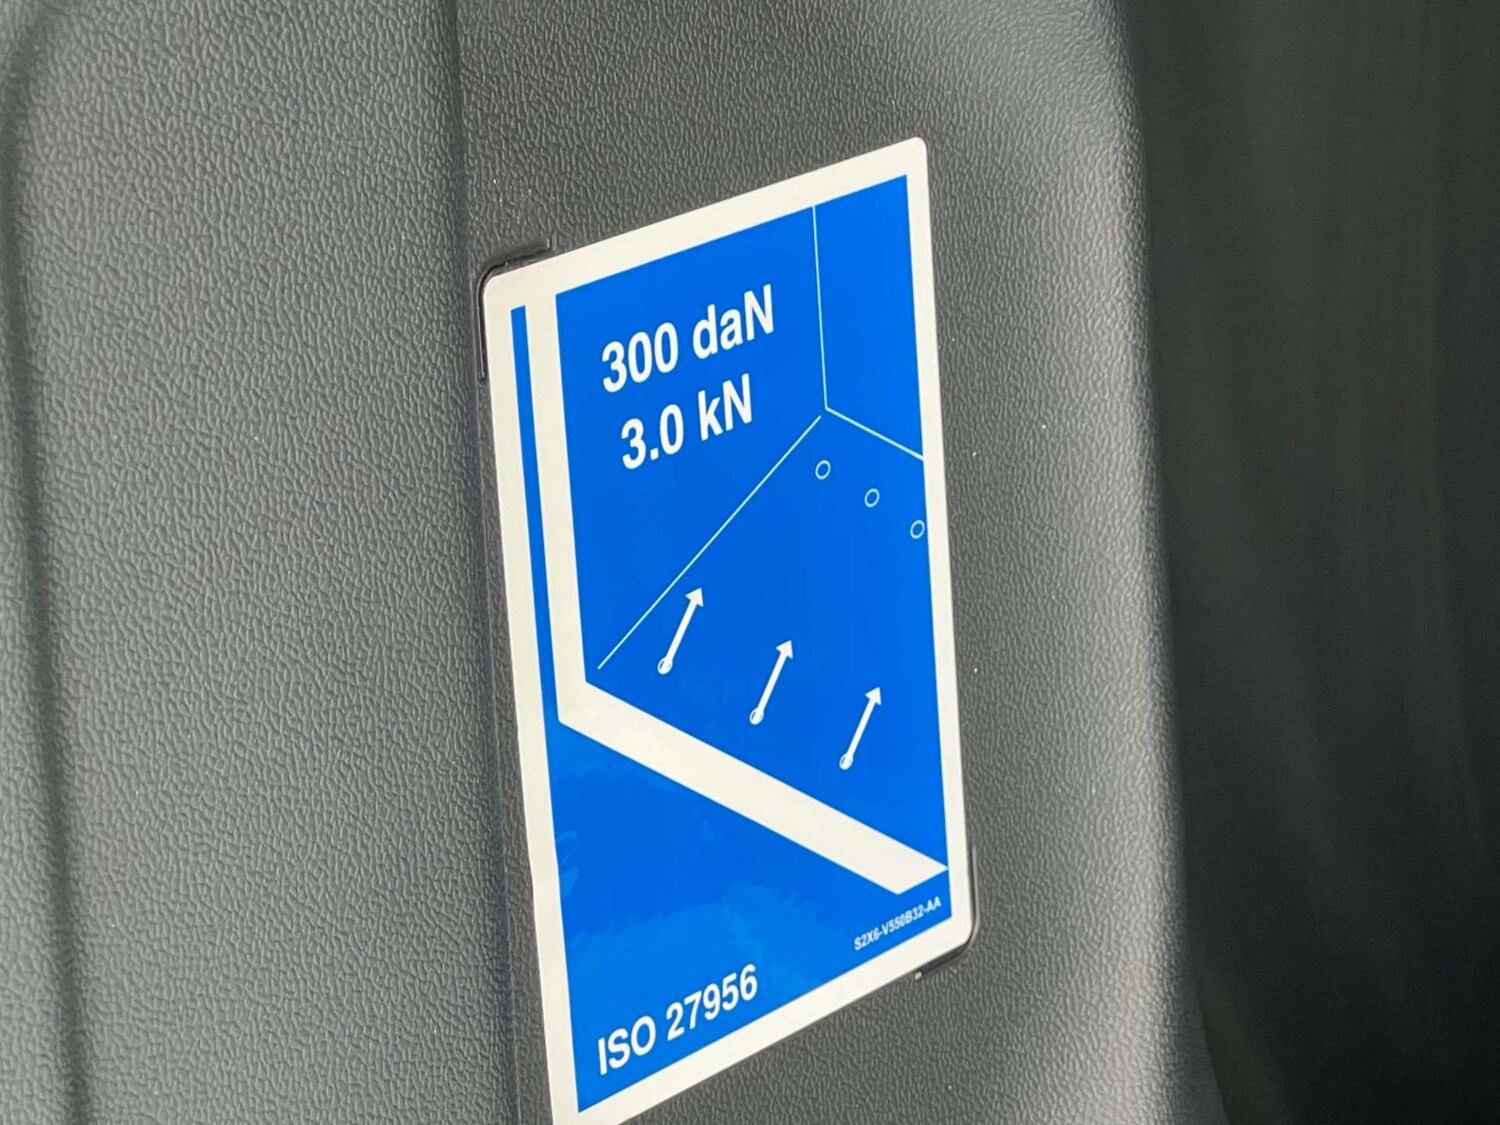 300 daN
3.0 kN
S2X6-V550B32-AA
ISO 27956